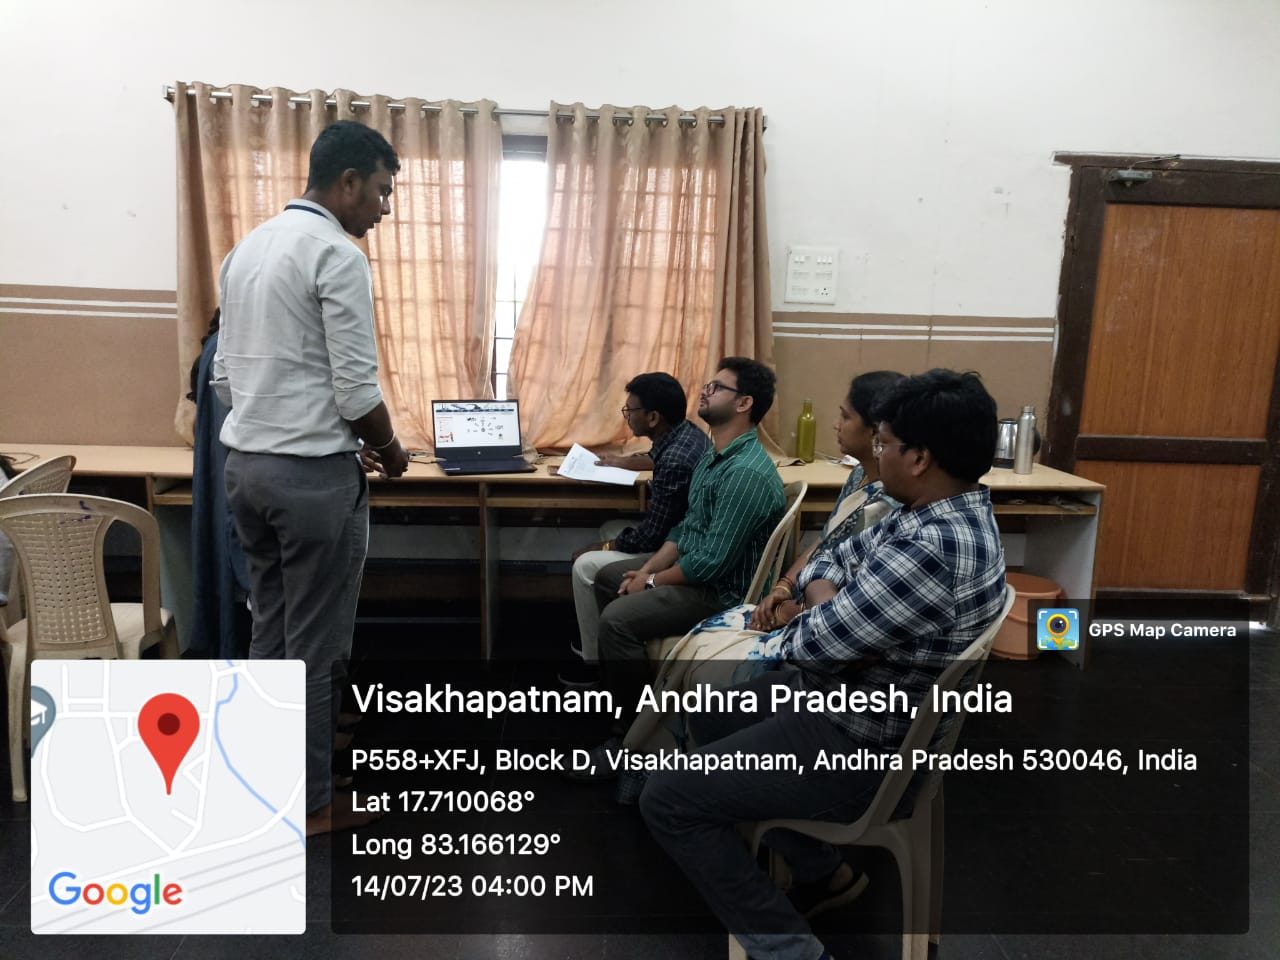 GPS Map Camera
Visakhapatnam, Andhra Pradesh, India
P558+XFJ, Block D, Visakhapatnam, Andhra Pradesh 530046, India
Lat 17.710068°
Long 83.166129°
14/07/23 04:00 PM
Google